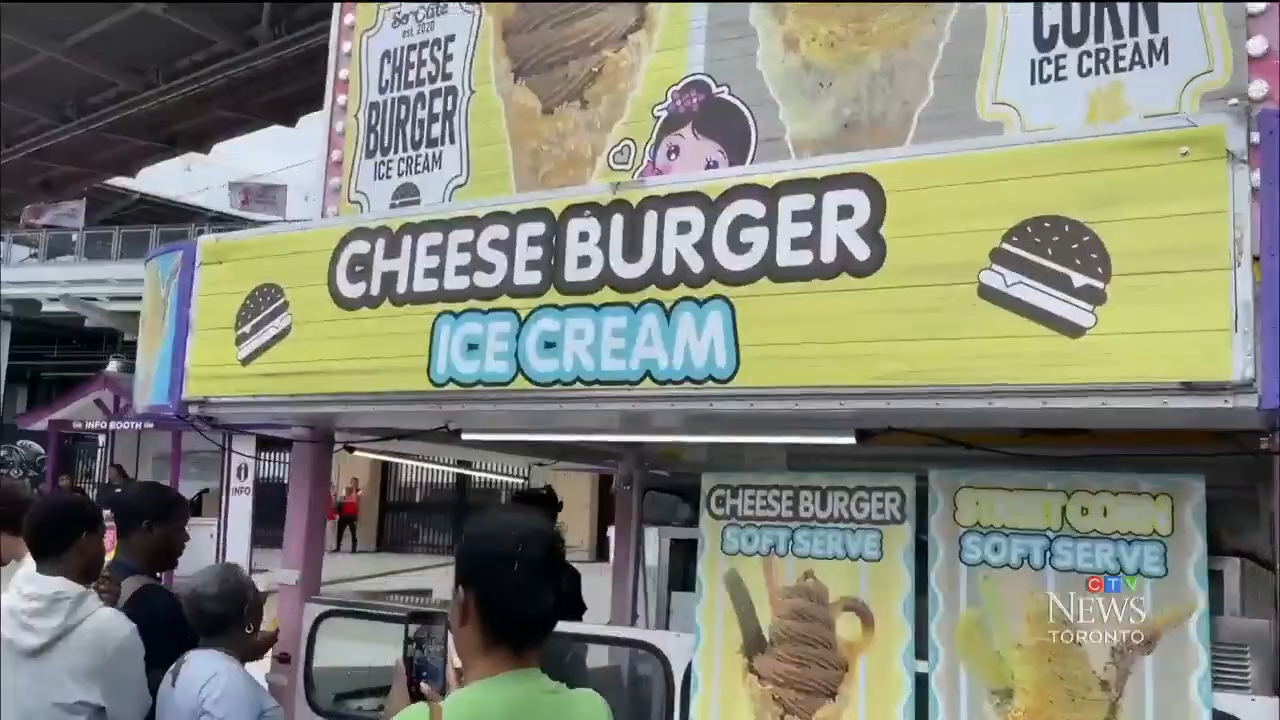 So Cute
est. 2020
CHEESE
BURGER
ICE CREAM
CORN
ICE CREAM
CHEESE BURGER
ICE CREAM
INFO BOOTH
INFO
CHEESE BURGER
SOFT SERVE
STREET CORN
SOFT SERVE
CTV
NEWS
TORONTO